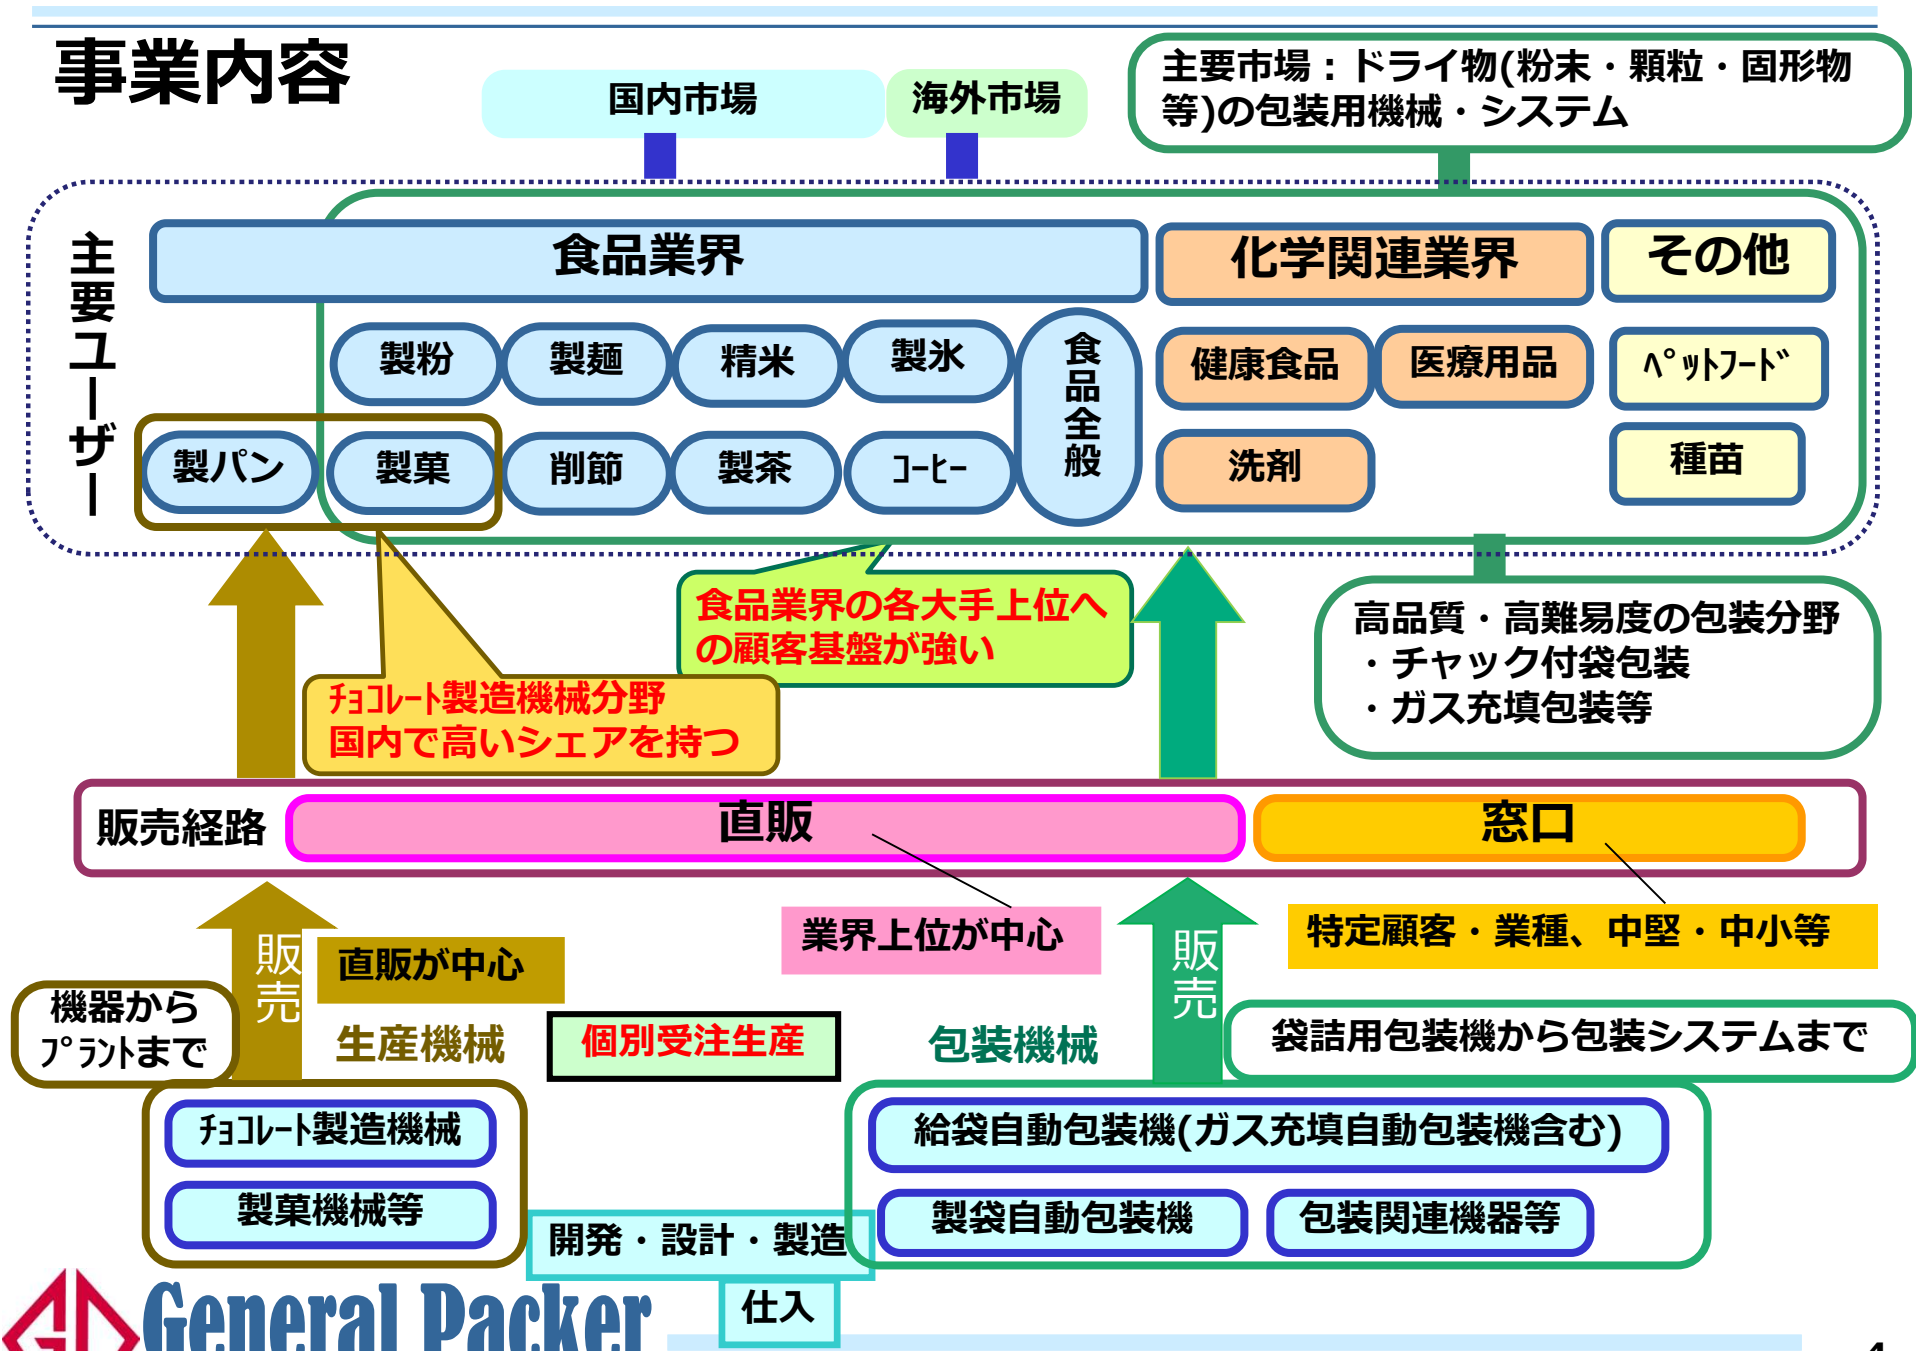 事業内容
国内市場
海外市場
主要市場：ドライ物(粉末・顆粒・固形物
等)の包装用機械・システム
主要ユーザー
食品業界
化学関連業界
その他
製粉
製麺
精米
製氷
食品全般
健康食品
医療用品
ﾍﾟｯﾄﾌｰﾄﾞ
製パン
製菓
削節
製茶
ｺｰﾋｰ
洗剤
種苗
食品業界の各大手上位へ
の顧客基盤が強い
高品質・高難易度の包装分野
・チャック付袋包装
・ガス充填包装等
ﾁｮｺﾚｰﾄ製造機械分野
国内で高いシェアを持つ
販売経路
直販
窓口
業界上位が中心
特定顧客・業種、中堅・中小等
販売
直販が中心
販売
機器から
ﾌﾟﾗﾝﾄまで
生産機械
個別受注生産
包装機械
袋詰用包装機から包装システムまで
ﾁｮｺﾚｰﾄ製造機械
給袋自動包装機(ガス充填自動包装機含む)
製菓機械等
製袋自動包装機
包装関連機器等
開発・設計・製造
仕入
General Packer